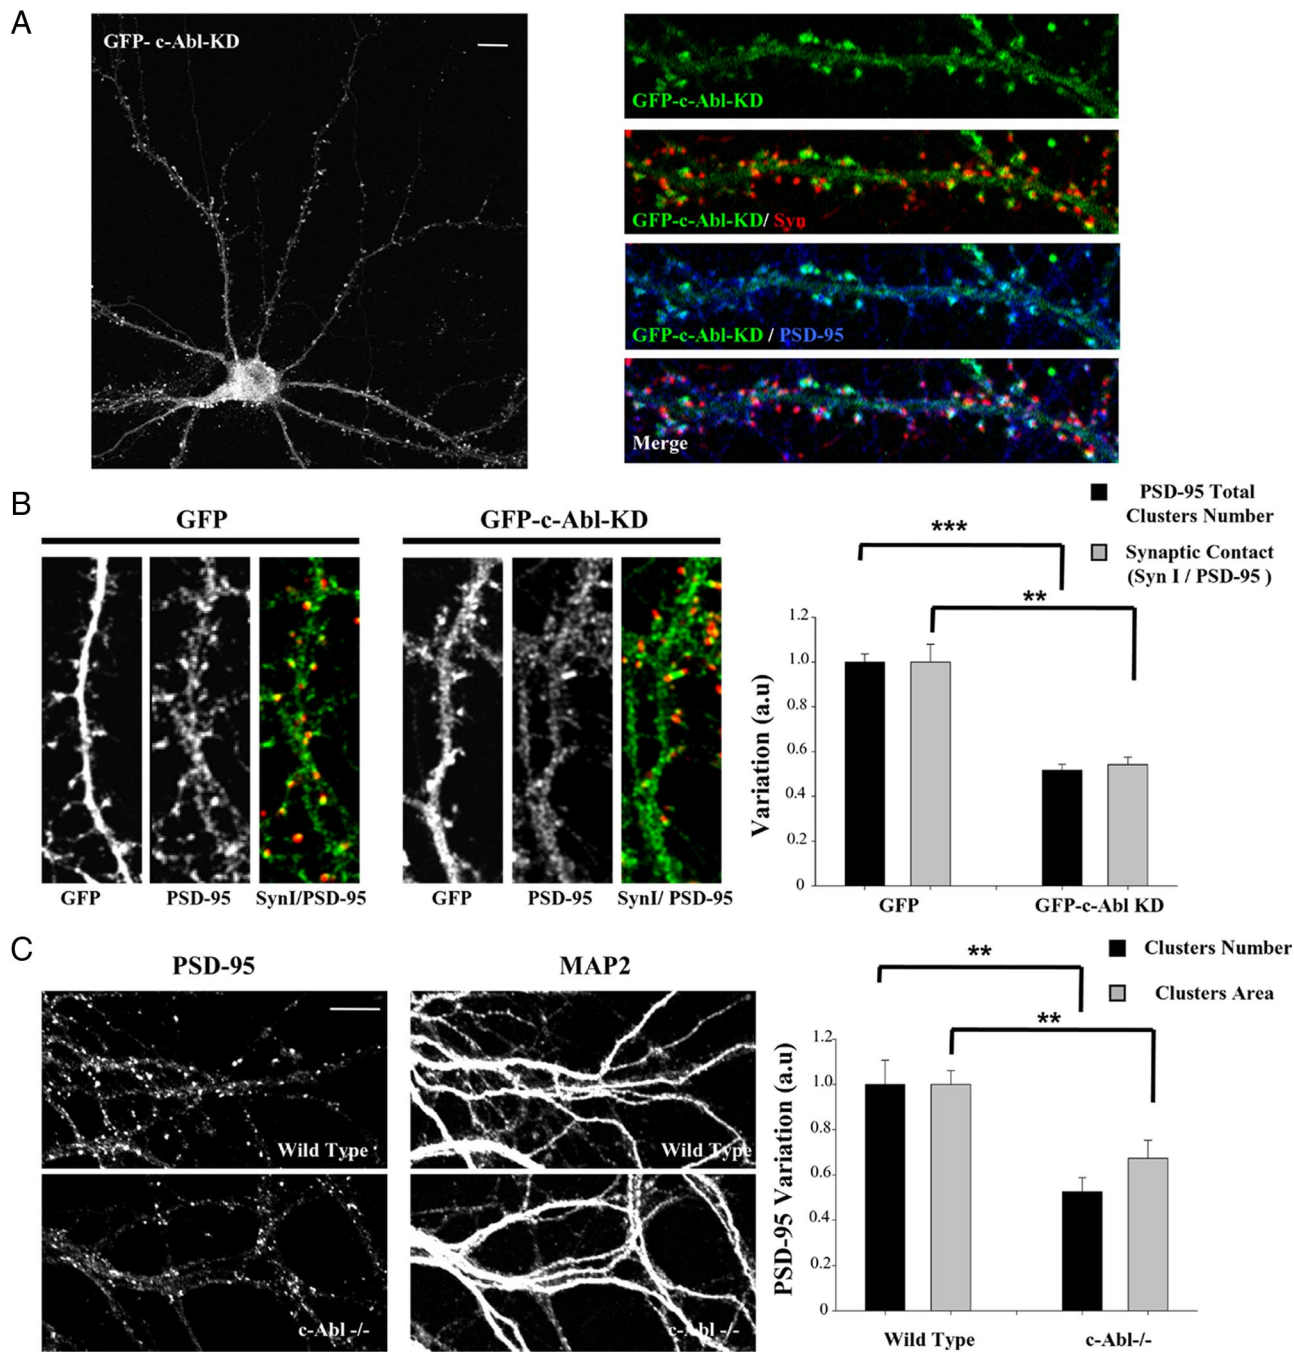 A
GFP- c-Abl-KD
GFP-c-Abl-KD
GFP-c-Abl-KD/ Syn
GFP-c-Abl-KD / PSD-95
Merge
B
GFP
GFP-c-Abl-KD
GFP
PSD-95
SynI/PSD-95
GFP
PSD-95
SynI/ PSD-95
PSD-95 Total
Clusters Number
Synaptic Contact
(Syn I / PSD-95 )
***
**
Variation (a.u)
1.2
1.0
0.8
0.6
0.4
0.2
0
GFP
GFP-c-Abl KD
C
PSD-95
MAP2
Wild Type
Wild Type
c-Abl -/-
c-Abl -/-
Clusters Number
Clusters Area
**
**
PSD-95 Variation (a.u)
1.2
1.0
0.8
0.6
0.4
0.2
0
Wild Type
c-Abl-/-